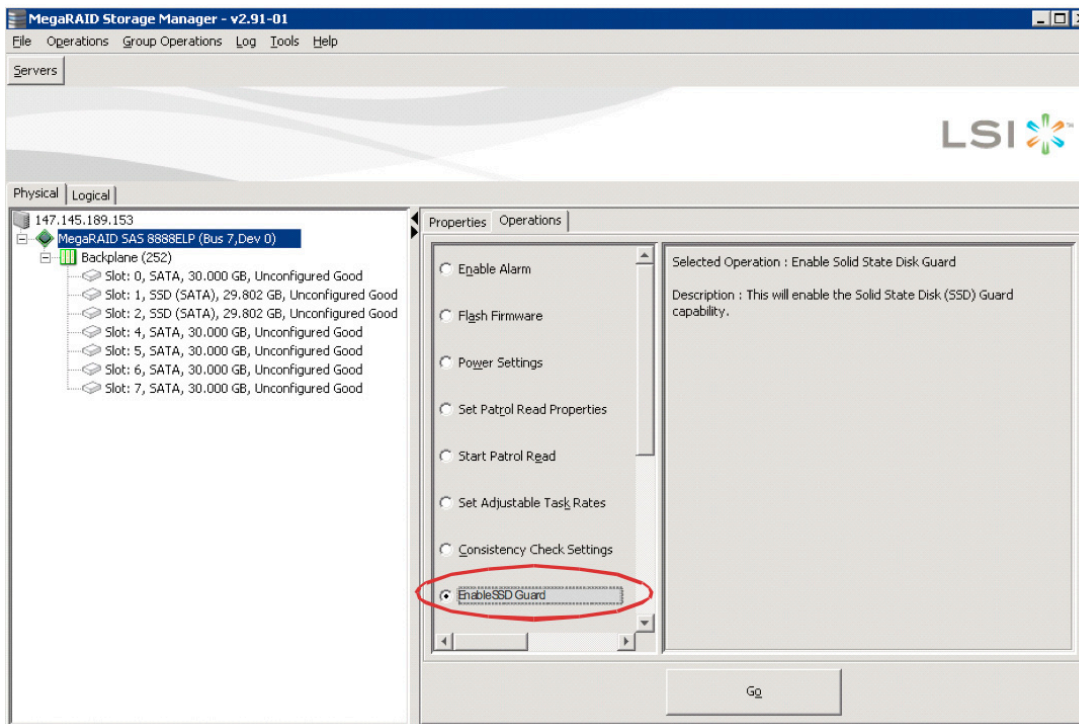 MegaRAID Storage Manager - v2.91-01
File Operations Group Operations Log Tools Help
Servers
LSI
Physical Logical
147.145.189.153
MegaRAID SAS 8888ELP (Bus 7,Dev 0)
Backplane (252)
Slot: 0, SATA, 30.000 GB, Unconfigured Good
Slot: 1, SSD (SATA), 29.802 GB, Unconfigured Good
Slot: 2, SSD (SATA), 29.802 GB, Unconfigured Good
Slot: 4, SATA, 30.000 GB, Unconfigured Good
Slot: 5, SATA, 30.000 GB, Unconfigured Good
Slot: 6, SATA, 30.000 GB, Unconfigured Good
Slot: 7, SATA, 30.000 GB, Unconfigured Good
Properties Operations
Enable Alarm
Flash Firmware
Power Settings
Set Patrol Read Properties
Start Patrol Read
Set Adjustable Task Rates
Consistency Check Settings
EnableSSD Guard
Selected Operation : Enable Solid State Disk Guard
Description : This will enable the Solid State Disk (SSD) Guard
capability.
Go